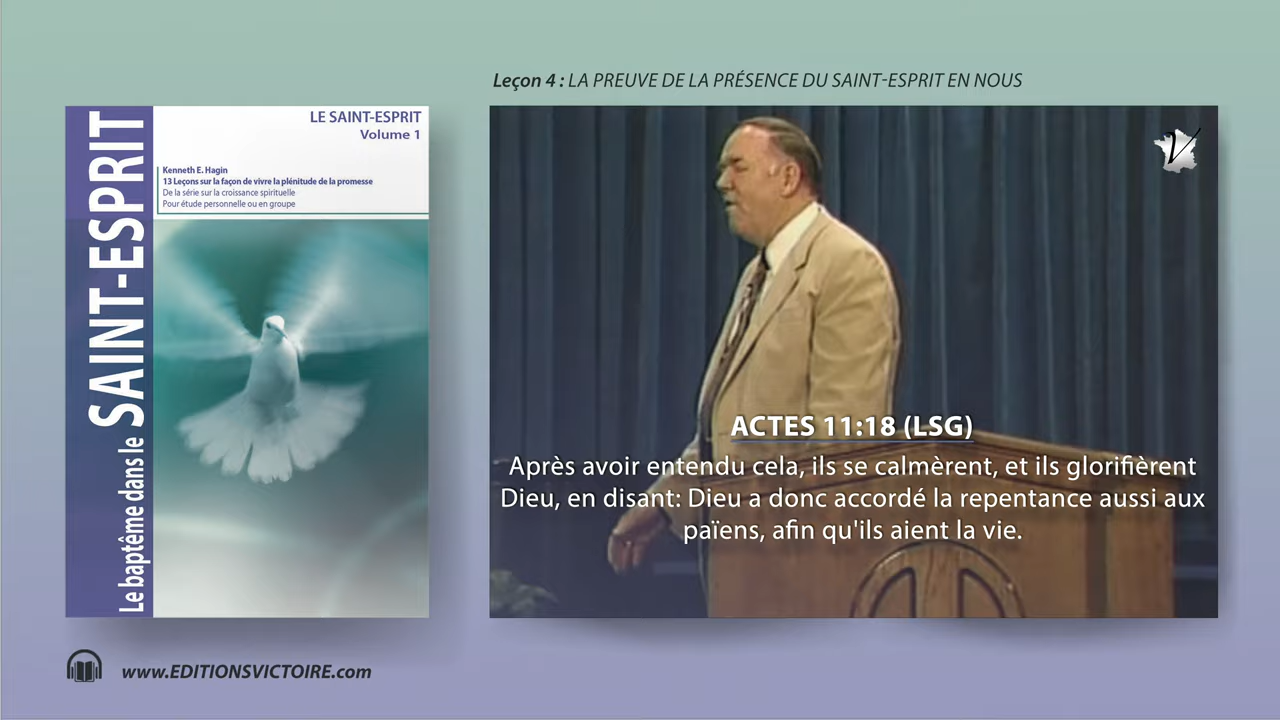 Leçon 4 : LA PREUVE DE LA PRÉSENCE DU SAINT-ESPRIT EN NOUS
LE SAINT-ESPRIT
Volume 1
Kenneth E. Hagin
13 Leçons sur la façon de vivre la plénitude de la promesse
De la série sur la croissance spirituelle
Pour étude personnelle ou en groupe
Le baptême dans le SAINT-ESPRIT
V
ACTES 11:18 (LSG)
Après avoir entendu cela, ils se calmèrent, et ils glorifièrent
Dieu, en disant: Dieu a donc accordé la repentance aussi aux
païens, afin qu'ils aient la vie.
www.EDITIONSVICTOIRE.com